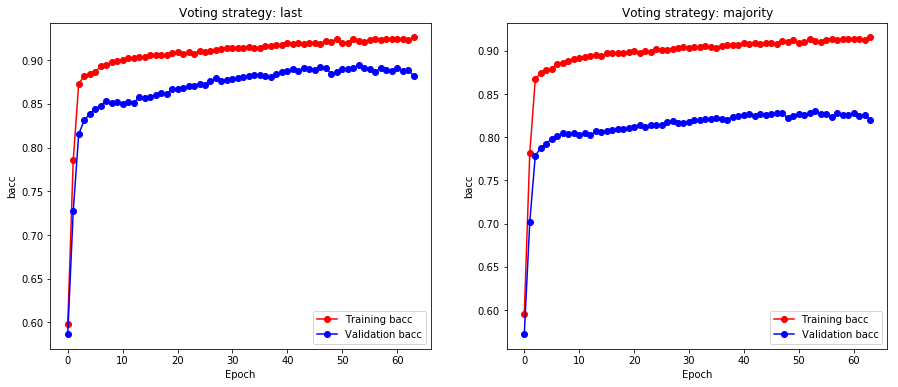 Voting strategy: last
bacc
0.90
0.85
0.80
0.75
0.70
0.65
0.60
0 10 20 30 40 50 60
Epoch
Training bacc
Validation bacc
Voting strategy: majority
bacc
0.90
0.85
0.80
0.75
0.70
0.65
0.60
0 10 20 30 40 50 60
Epoch
Training bacc
Validation bacc